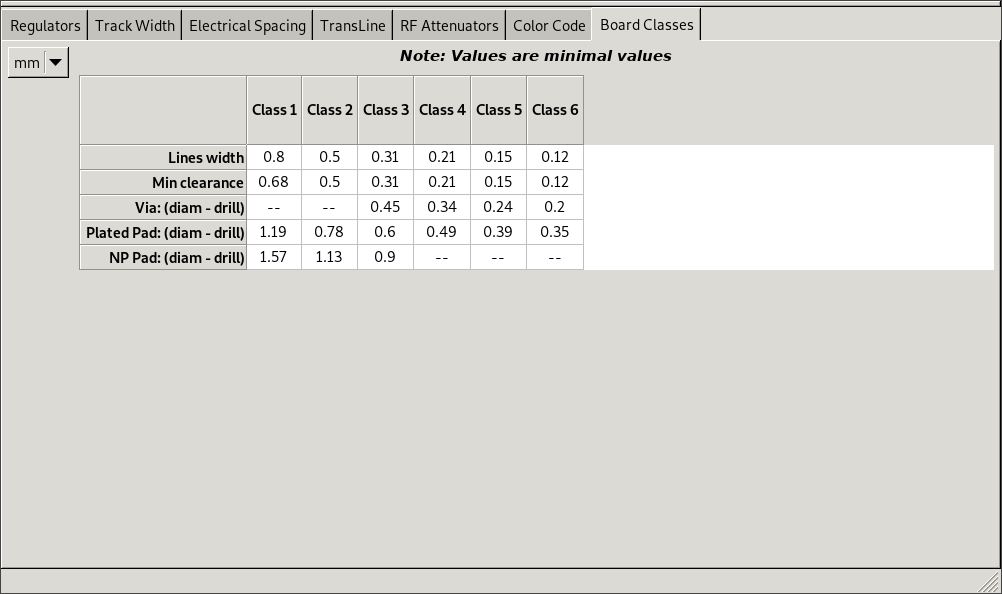 Regulators Track Width Electrical Spacing TransLine RF Attenuators Color Code Board Classes
mm Note: Values are minimal values
Class 1 Class 2 Class 3 Class 4 Class 5 Class 6
Lines width 0.8 0.5 0.31 0.21 0.15 0.12
Min clearance 0.68 0.5 0.31 0.21 0.15 0.12
Via: (diam - drill) -- -- 0.45 0.34 0.24 0.2
Plated Pad: (diam - drill) 1.19 0.78 0.6 0.49 0.39 0.35
NP Pad: (diam - drill) 1.57 1.13 0.9 -- -- --